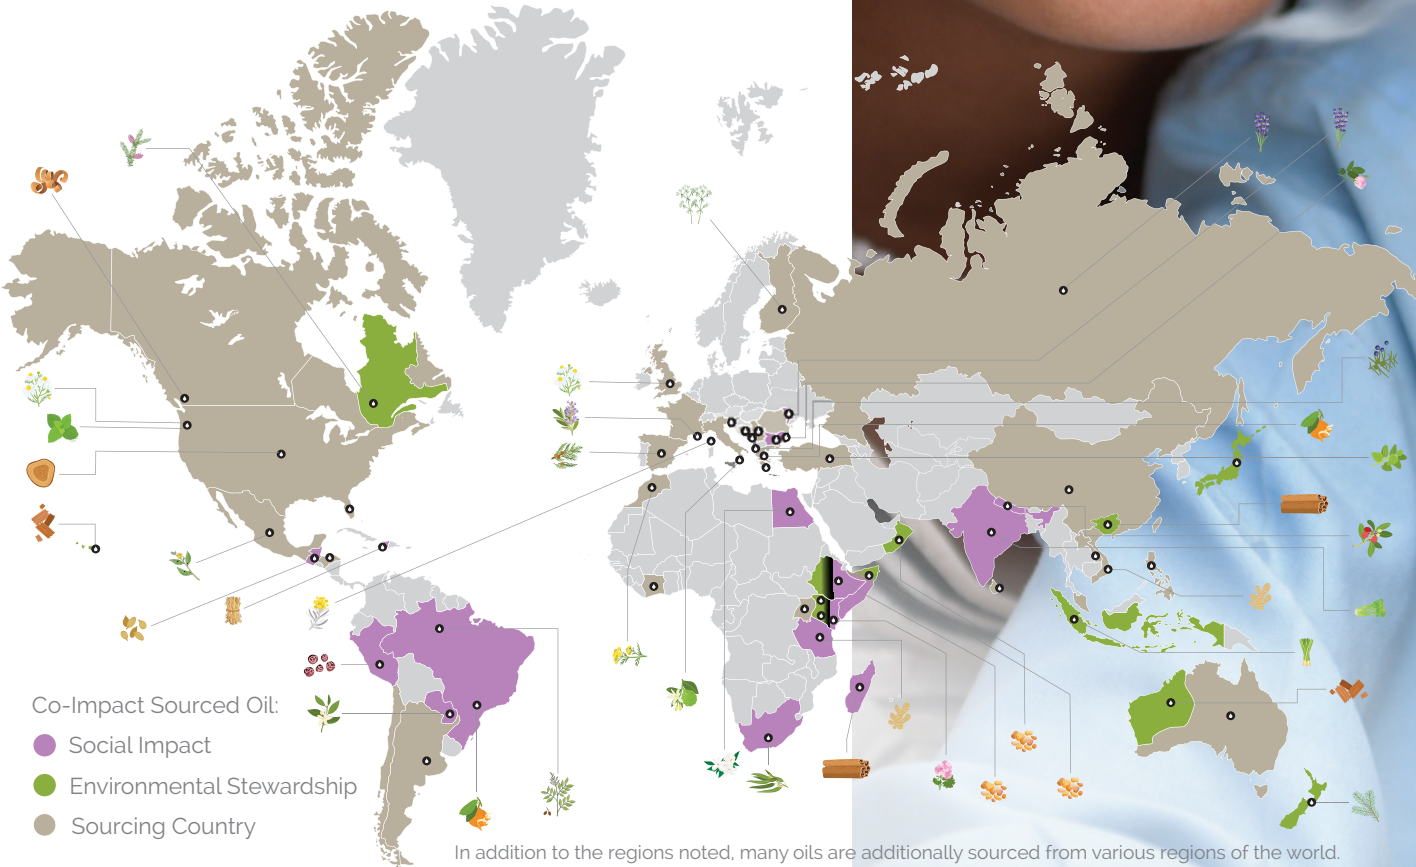 Co-Impact Sourced Oil:
Social Impact
Environmental Stewardship
Sourcing Country
In addition to the regions noted, many oils are additionally sourced from various regions of the world.